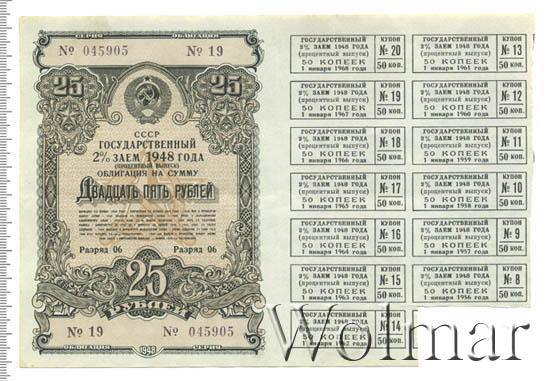 СЕРИЯ ОБЛИГАЦИЯ
№ 045905 № 19
25 25
СССР
ГОСУДАРСТВЕННЫЙ
2% ЗАЕМ 1948 ГОДА
(ПРОЦЕНТНЫЙ ВЫПУСК)
ОБЛИГАЦИЯ НА СУММУ
ДВАДЦАТЬ ПЯТЬ РУБЛЕЙ
Разряд 06 Разряд 06
25
РУБЛЕЙ
№ 19 № 045905
ОБЛИГАЦИЯ 1948 СЕРИЯ
ГОСУДАРСТВЕННЫЙ
2% ЗАЕМ 1948 ГОДА
(процентный выпуск)
50 КОПЕЕК
1 января 1968 г.
КУПОН
№ 20
50 КОП.
ГОСУДАРСТВЕННЫЙ
2% ЗАЕМ 1948 ГОДА
(процентный выпуск)
50 КОПЕЕК
1 января 1961 г.
КУПОН
№ 13
50 КОП.
ГОСУДАРСТВЕННЫЙ
2% ЗАЕМ 1948 ГОДА
(процентный выпуск)
50 КОПЕЕК
1 января 1967 г.
КУПОН
№ 19
50 КОП.
ГОСУДАРСТВЕННЫЙ
2% ЗАЕМ 1948 ГОДА
(процентный выпуск)
50 КОПЕЕК
1 января 1960 г.
КУПОН
№ 12
50 КОП.
ГОСУДАРСТВЕННЫЙ
2% ЗАЕМ 1948 ГОДА
(процентный выпуск)
50 КОПЕЕК
1 января 1966 г.
КУПОН
№ 18
50 КОП.
ГОСУДАРСТВЕННЫЙ
2% ЗАЕМ 1948 ГОДА
(процентный выпуск)
50 КОПЕЕК
1 января 1959 г.
КУПОН
№ 11
50 КОП.
ГОСУДАРСТВЕННЫЙ
2% ЗАЕМ 1948 ГОДА
(процентный выпуск)
50 КОПЕЕК
1 января 1965 г.
КУПОН
№ 17
50 КОП.
ГОСУДАРСТВЕННЫЙ
2% ЗАЕМ 1948 ГОДА
(процентный выпуск)
50 КОПЕЕК
1 января 1958 г.
КУПОН
№ 10
50 КОП.
ГОСУДАРСТВЕННЫЙ
2% ЗАЕМ 1948 ГОДА
(процентный выпуск)
50 КОПЕЕК
1 января 1964 г.
КУПОН
№ 16
50 КОП.
ГОСУДАРСТВЕННЫЙ
2% ЗАЕМ 1948 ГОДА
(процентный выпуск)
50 КОПЕЕК
1 января 1957 г.
КУПОН
№ 9
50 КОП.
ГОСУДАРСТВЕННЫЙ
2% ЗАЕМ 1948 ГОДА
(процентный выпуск)
50 КОПЕЕК
1 января 1963 г.
КУПОН
№ 15
50 КОП.
ГОСУДАРСТВЕННЫЙ
2% ЗАЕМ 1948 ГОДА
(процентный выпуск)
50 КОПЕЕК
1 января 1956 г.
КУПОН
№ 8
50 КОП.
ГОСУДАРСТВЕННЫЙ
2% ЗАЕМ 1948 ГОДА
(процентный выпуск)
50 КОПЕЕК
1 января 1962 г.
КУПОН
№ 14
Wolmar